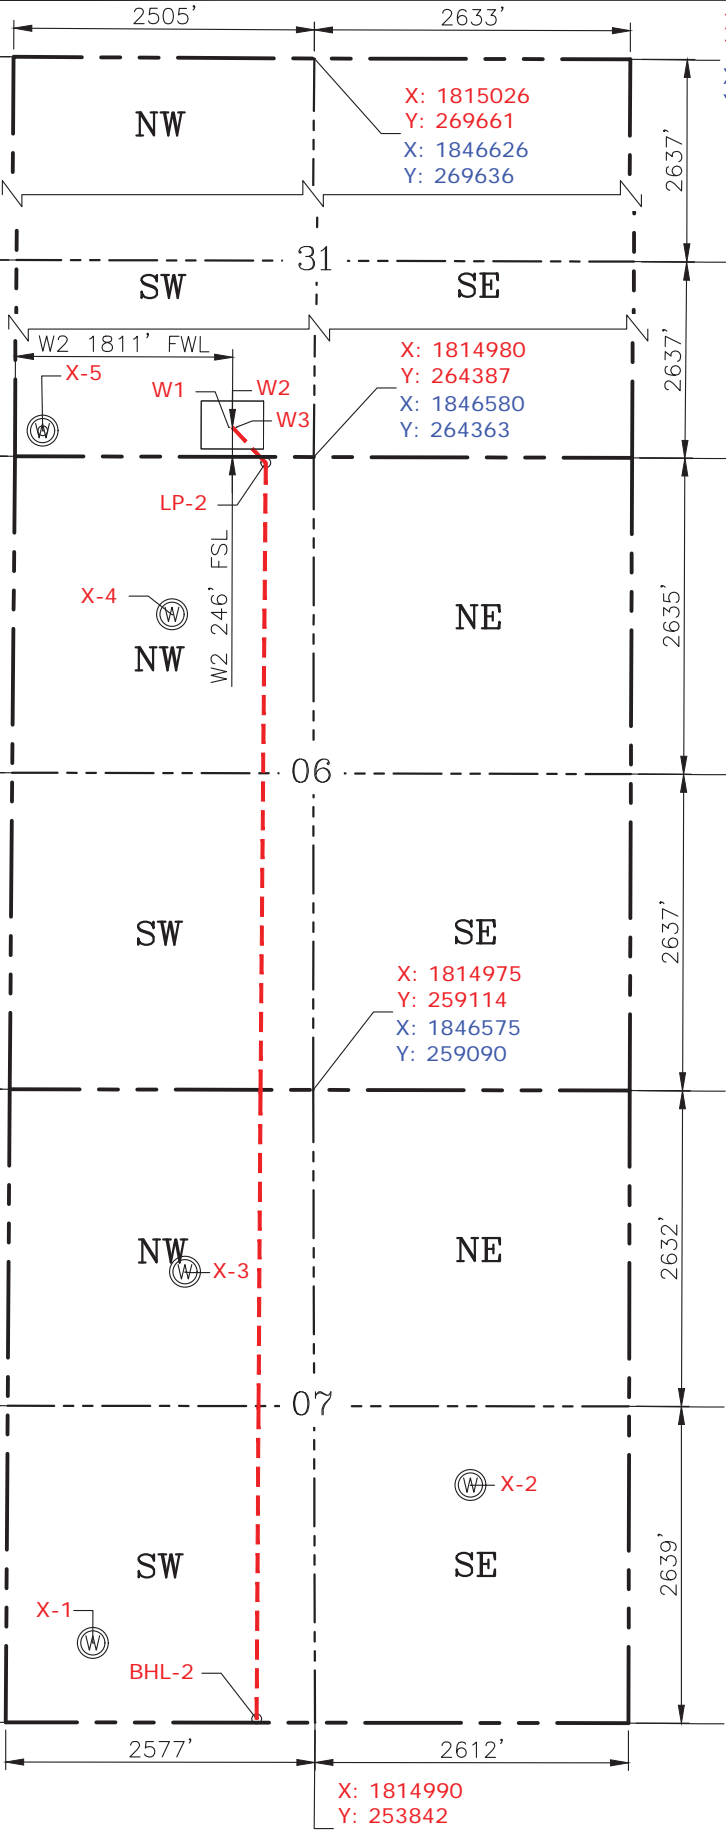 2505' 2633'
NW
X: 1815026
Y: 269661
X: 1846626
Y: 269636
2637'
31
SW SE
W2 1811' FWL
2637'
X: 1814980
Y: 264387
X: 1846580
Y: 264363
X-5
W1 W2
W3
LP-2
W2 246' FSL
X-4
W
NW NE
2635'
06
SW SE
2637'
X: 1814975
Y: 259114
X: 1846575
Y: 259090
NW NE
W X-3
2632'
07
W X-2
SW SE
2639'
X-1
W
BHL-2
2577' 2612'
X: 1814990
Y: 253842